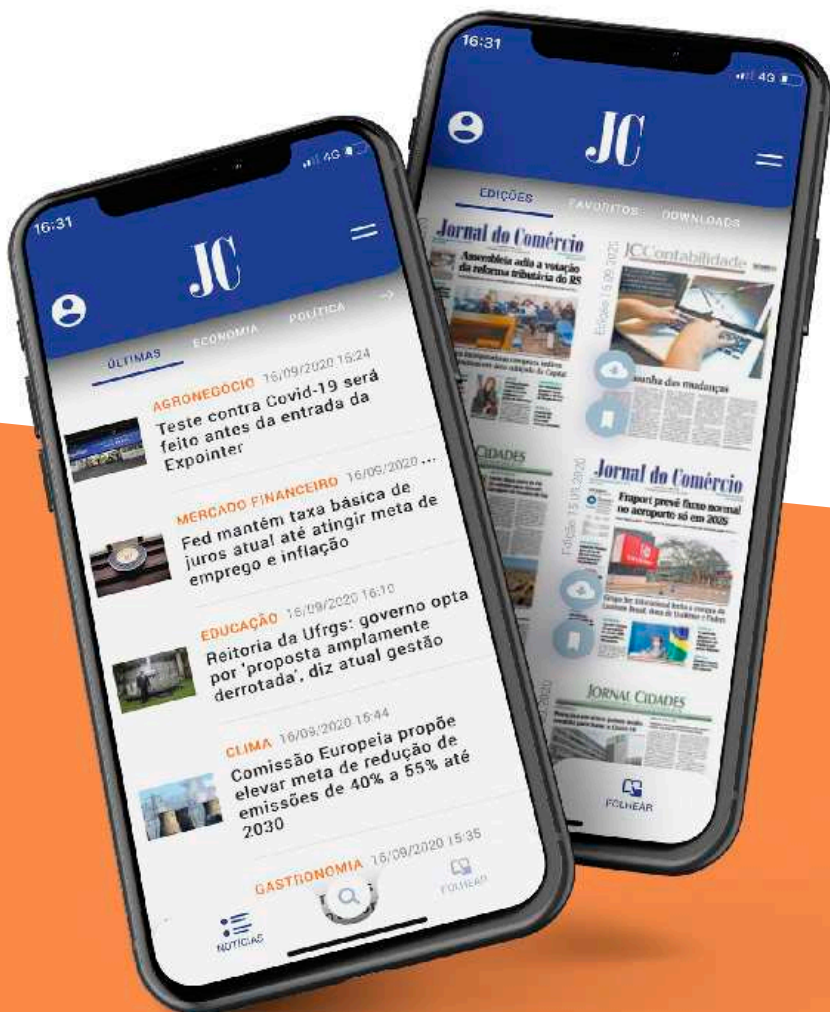 16:31
4G
JC
ÚLTIMAS
ECONOMIA
POLÍTICA
AGRONEGÓCIO 16/09/2020 16:24
Teste contra Covid-19 será
feito antes da entrada da
Expointer
MERCADO FINANCEIRO 16/09/2020 ...
Fed mantém taxa básica de
juros atual até atingir meta de
emprego e inflação
EDUCAÇÃO 16/09/2020 16:10
Reitoria da Ufrgs: governo opta
por 'proposta amplamente
derrotada', diz atual gestão
CLIMA 16/09/2020 15:44
Comissão Europeia propõe
elevar meta de redução de
emissões de 40% a 55% até
2030
GASTRONOMIA 16/09/2020 15:35
NOTÍCIAS
FOLHEAR
16:31
4G
JC
EDIÇÕES
FAVORITOS
DOWNLOADS
Jornal do Comércio
Assembleia adia a votação
da reforma tributária do RS
Edição 15.09.2020
JC Contabilidade
das mudanças
CIDADES
Edição 15.09.2020
Jornal do Comércio
Fraport prevê fluxo normal
no aeroporto só em 2025
JORNAL CIDADES
FOLHEAR